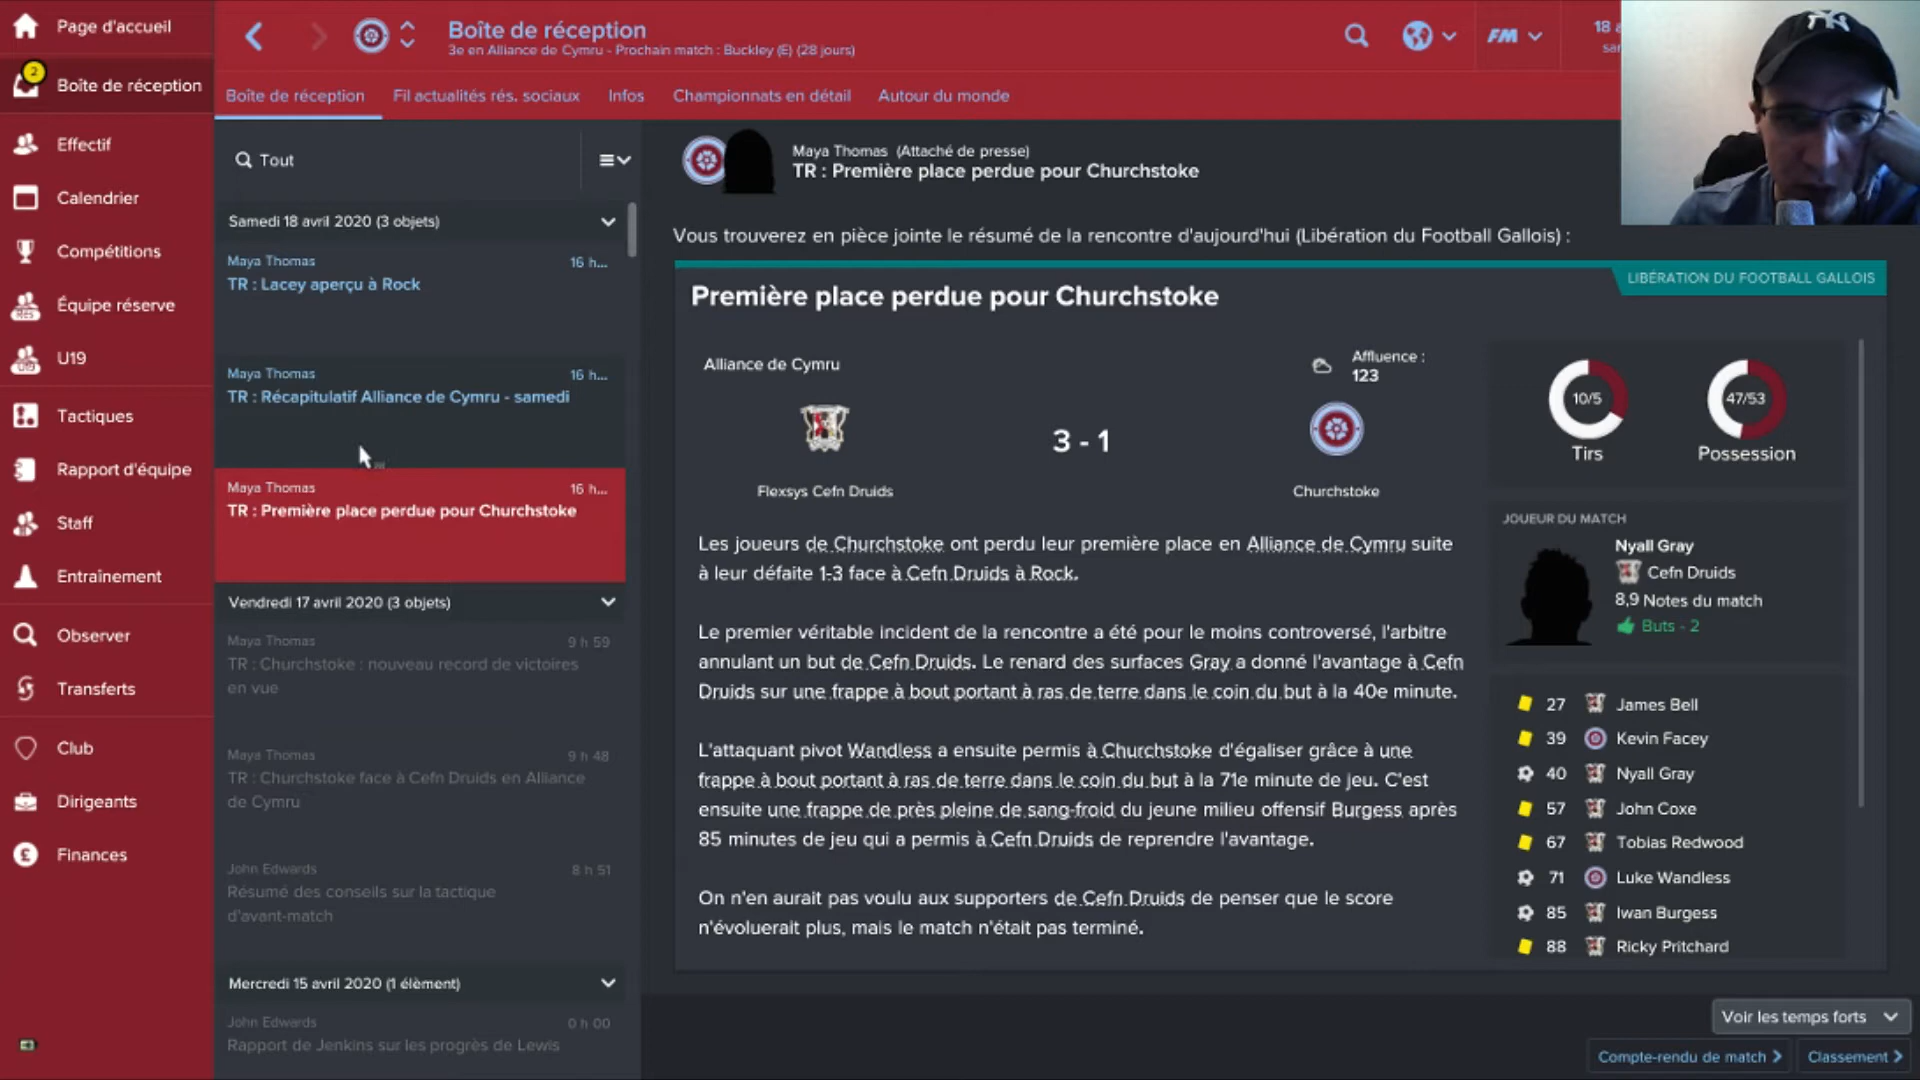 Page d'accueil
2
Boîte de réception
Effectif
Calendrier
Compétitions
Équipe réserve
U19
Tactiques
Rapport d'équipe
Staff
Entraînement
Observer
Transferts
Club
Dirigeants
Finances
Boîte de réception
3e en Alliance de Cymru - Prochain match : Buckley (E) (28 jours)
FM
18 a
sar
Boîte de réception
Fil actualités rés. sociaux
Infos
Championnats en détail
Autour du monde
Tout
Samedi 18 avril 2020 (3 objets)
Maya Thomas 16 h...
TR : Lacey aperçu à Rock
Maya Thomas 16 h...
TR : Récapitulatif Alliance de Cymru - samedi
Maya Thomas 16 h...
TR : Première place perdue pour Churchstoke
Vendredi 17 avril 2020 (3 objets)
Maya Thomas 9 h 59
TR : Churchstoke : nouveau record de victoires
en vue
Maya Thomas 9 h 48
TR : Churchstoke face à Cefn Druids en Alliance
de Cymru
John Edwards 8 h 51
Résumé des conseils sur la tactique
d'avant-match
Mercredi 15 avril 2020 (1 élément)
John Edwards 0 h 00
Rapport de Jenkins sur les progrès de Lewis
Maya Thomas (Attaché de presse)
TR : Première place perdue pour Churchstoke
Vous trouverez en pièce jointe le résumé de la rencontre d'aujourd'hui (Libération du Football Gallois) :
LIBÉRATION DU FOOTBALL GALLOIS
Première place perdue pour Churchstoke
Alliance de Cymru
Affluence :
123
3 - 1
Flexsys Cefn Druids
Churchstoke
Les joueurs de Churchstoke ont perdu leur première place en Alliance de Cymru suite
à leur défaite 1-3 face à Cefn Druids à Rock.
Le premier véritable incident de la rencontre a été pour le moins controversé, l'arbitre
annulant un but de Cefn Druids. Le renard des surfaces Gray a donné l'avantage à Cefn
Druids sur une frappe à bout portant à ras de terre dans le coin du but à la 40e minute.
L'attaquant pivot Wandless a ensuite permis à Churchstoke d'égaliser grâce à une
frappe à bout portant à ras de terre dans le coin du but à la 71e minute de jeu. C'est
ensuite une frappe de près pleine de sang-froid du jeune milieu offensif Burgess après
85 minutes de jeu qui a permis à Cefn Druids de reprendre l'avantage.
On n'en aurait pas voulu aux supporters de Cefn Druids de penser que le score
n'évoluerait plus, mais le match n'était pas terminé.
10/5
Tirs
47/53
Possession
JOUEUR DU MATCH
Nyall Gray
Cefn Druids
8,9 Notes du match
Buts - 2
27 James Bell
39 Kevin Facey
40 Nyall Gray
57 John Coxe
67 Tobias Redwood
71 Luke Wandless
85 Iwan Burgess
88 Ricky Pritchard
Voir les temps forts
Compte-rendu de match
Classement